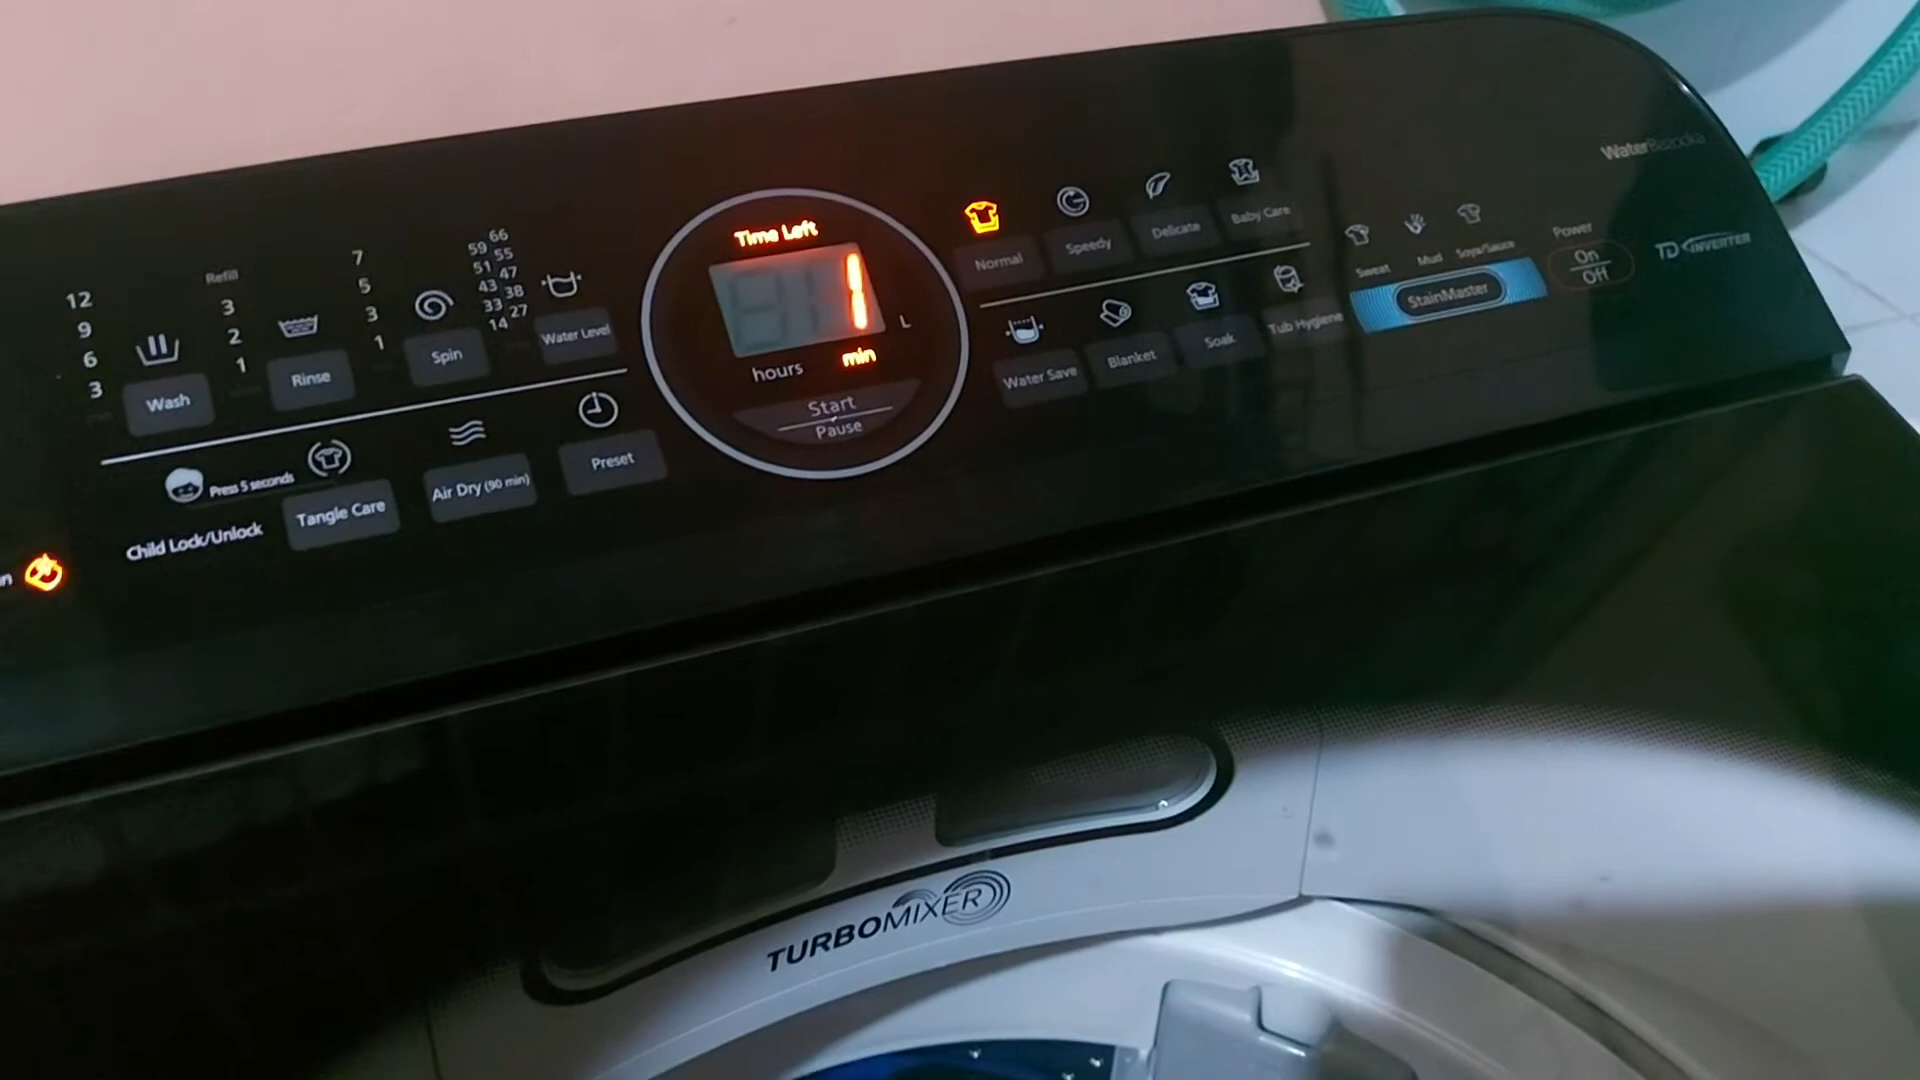 12
9
6
3
Wash
Refill
3
2
1
Rinse
7
5
3
1
Spin
66
59 55
51 47
43 38
33 27
14
Water Level
Press 5 seconds
Child Lock/Unlock
Tangle Care
Air Dry (90 min)
Preset
Time Left
1
L
hours min
Start
Pause
Normal
Speedy
Delicate
Baby Care
Water Save
Blanket
Soak
Tub Hygiene
Sweat
Mud
Soya/Sauce
StainMaster
Power
On
Off
WaterBazooka
TD INVERTER
TURBOMIXER